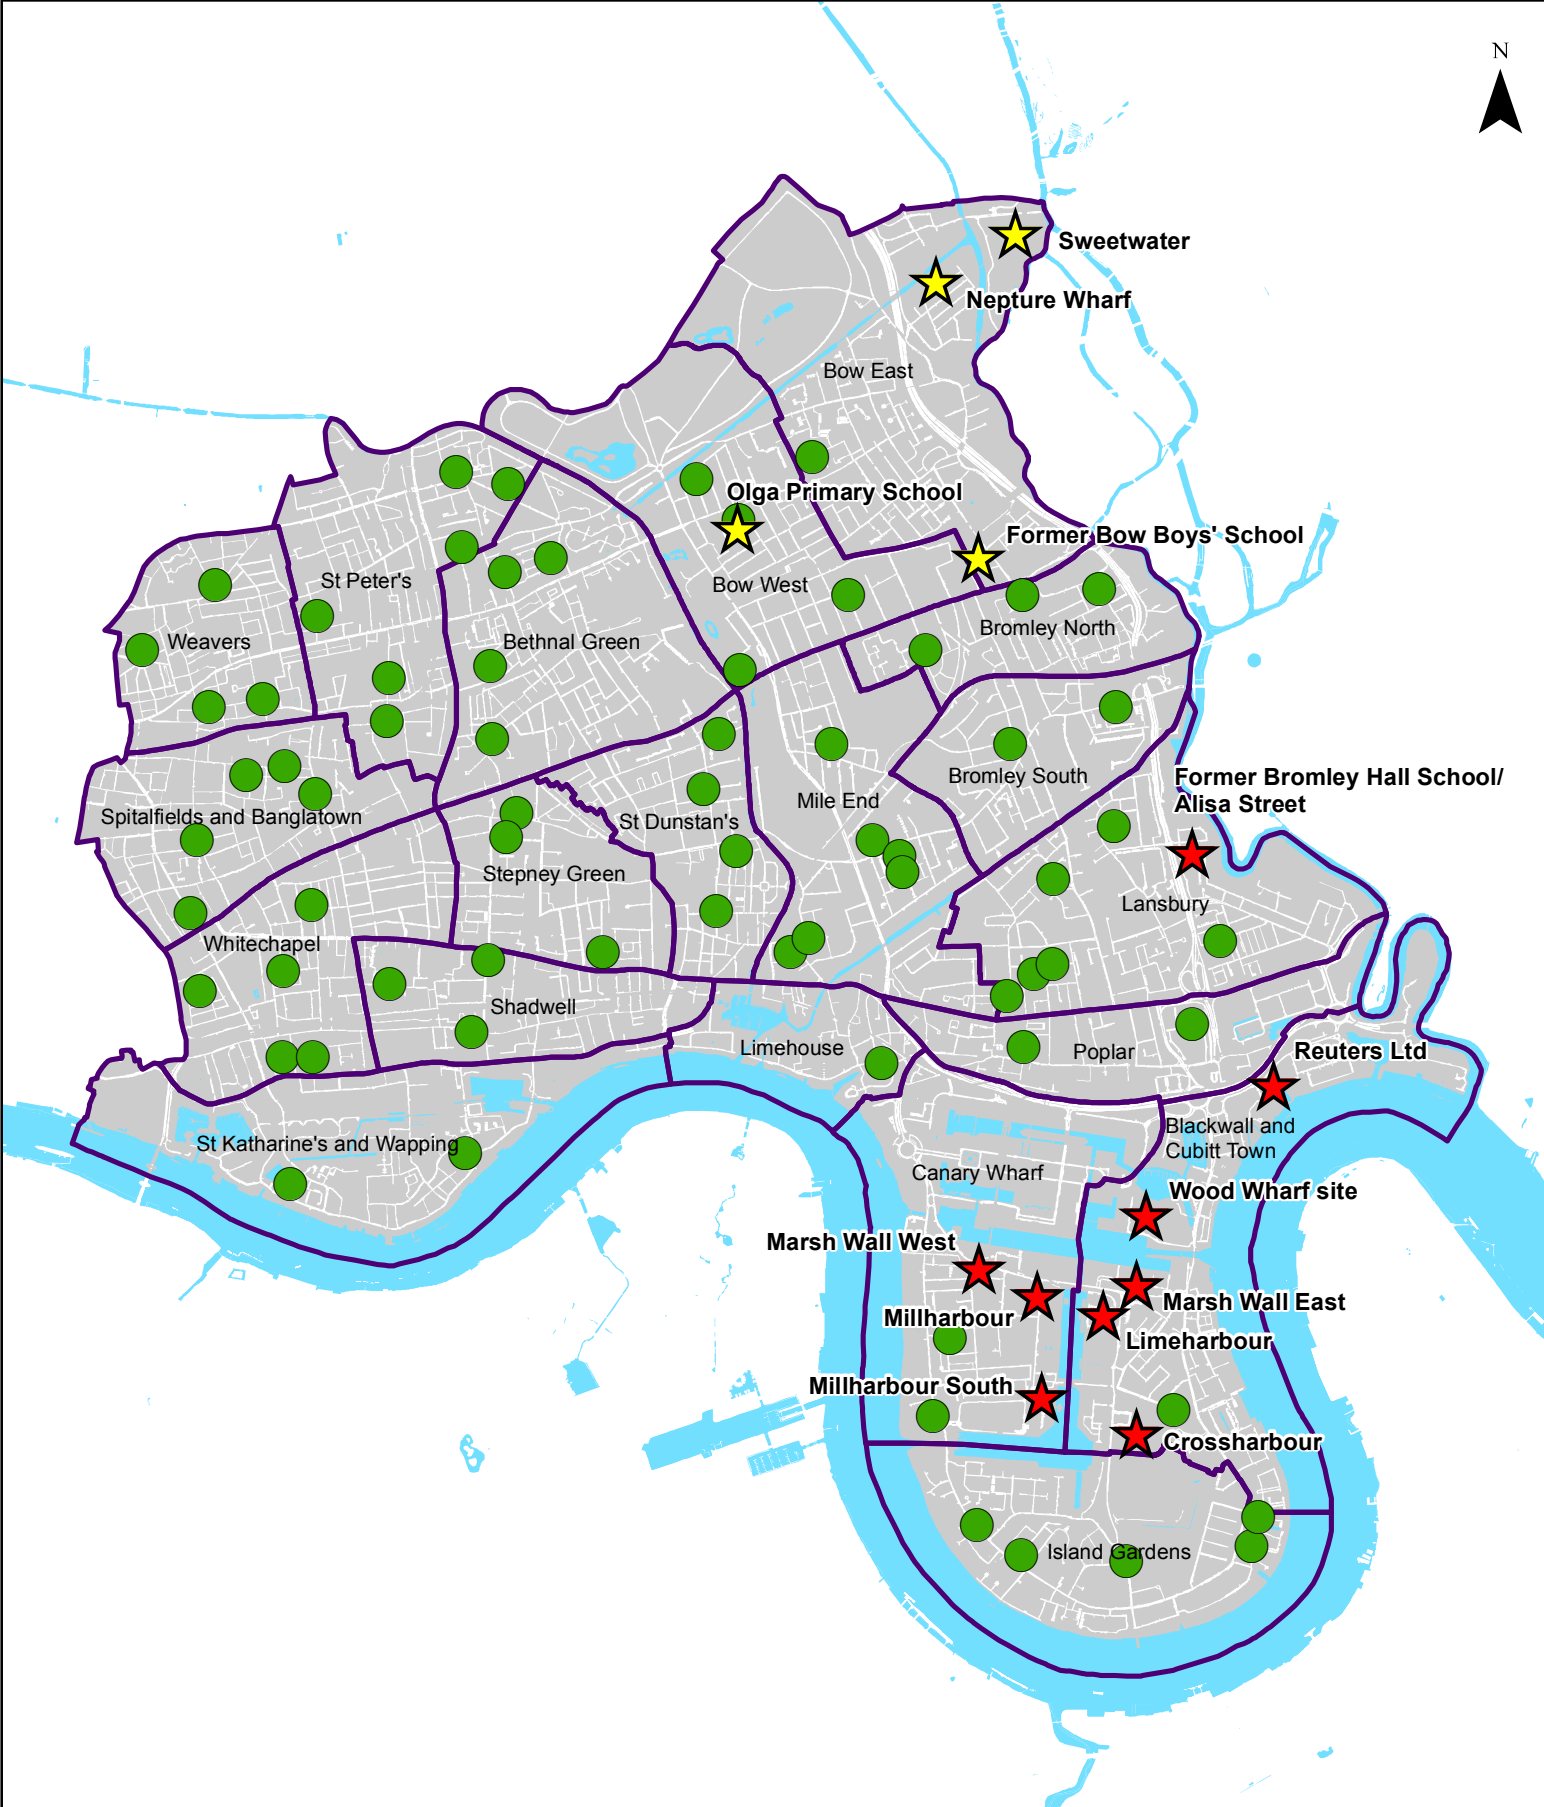 N
Sweetwater
Nepture Wharf
Bow East
Olga Primary School
Former Bow Boys' School
St Peter's
Bow West
Weavers
Bethnal Green
Bromley North
Former Bromley Hall School/
Alisa Street
Bromley South
Mile End
Spitalfields and Banglatown
St Dunstan's
Stepney Green
Lansbury
Whitechapel
Shadwell
Limehouse
Poplar
Reuters Ltd
Blackwall and
Cubitt Town
St Katharine's and Wapping
Canary Wharf
Wood Wharf site
Marsh Wall West
Marsh Wall East
Millharbour
Limeharbour
Millharbour South
Crossharbour
Island Gardens